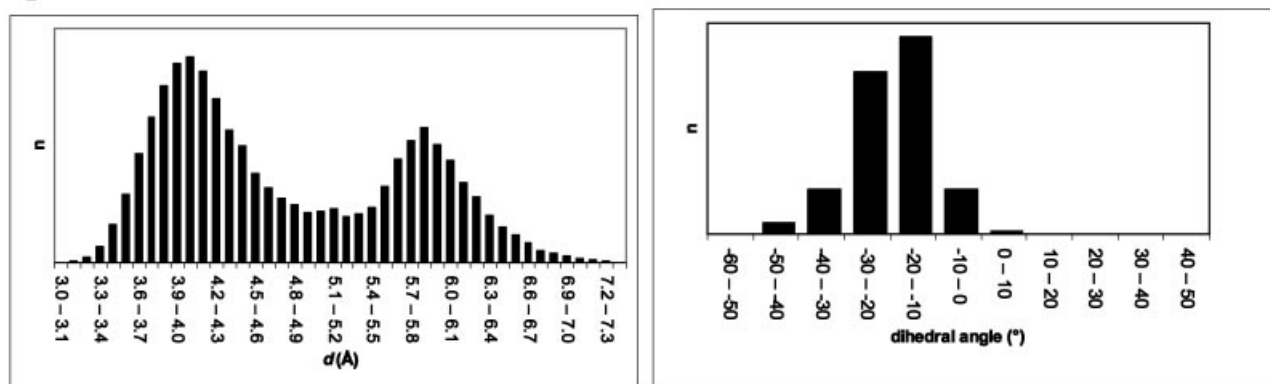 n
3.0 – 3.1
3.3 – 3.4
3.6 – 3.7
3.9 – 4.0
4.2 – 4.3
4.5 – 4.6
4.8 – 4.9
5.1 – 5.2
5.4 – 5.5
5.7 – 5.8
6.0 – 6.1
6.3 – 6.4
6.6 – 6.7
6.9 – 7.0
7.2 – 7.3
d (Å)
n
-60 – -50
-50 – -40
-40 – -30
-30 – -20
-20 – -10
-10 – 0
0 – 10
10 – 20
20 – 30
30 – 40
40 – 50
dihedral angle (°)